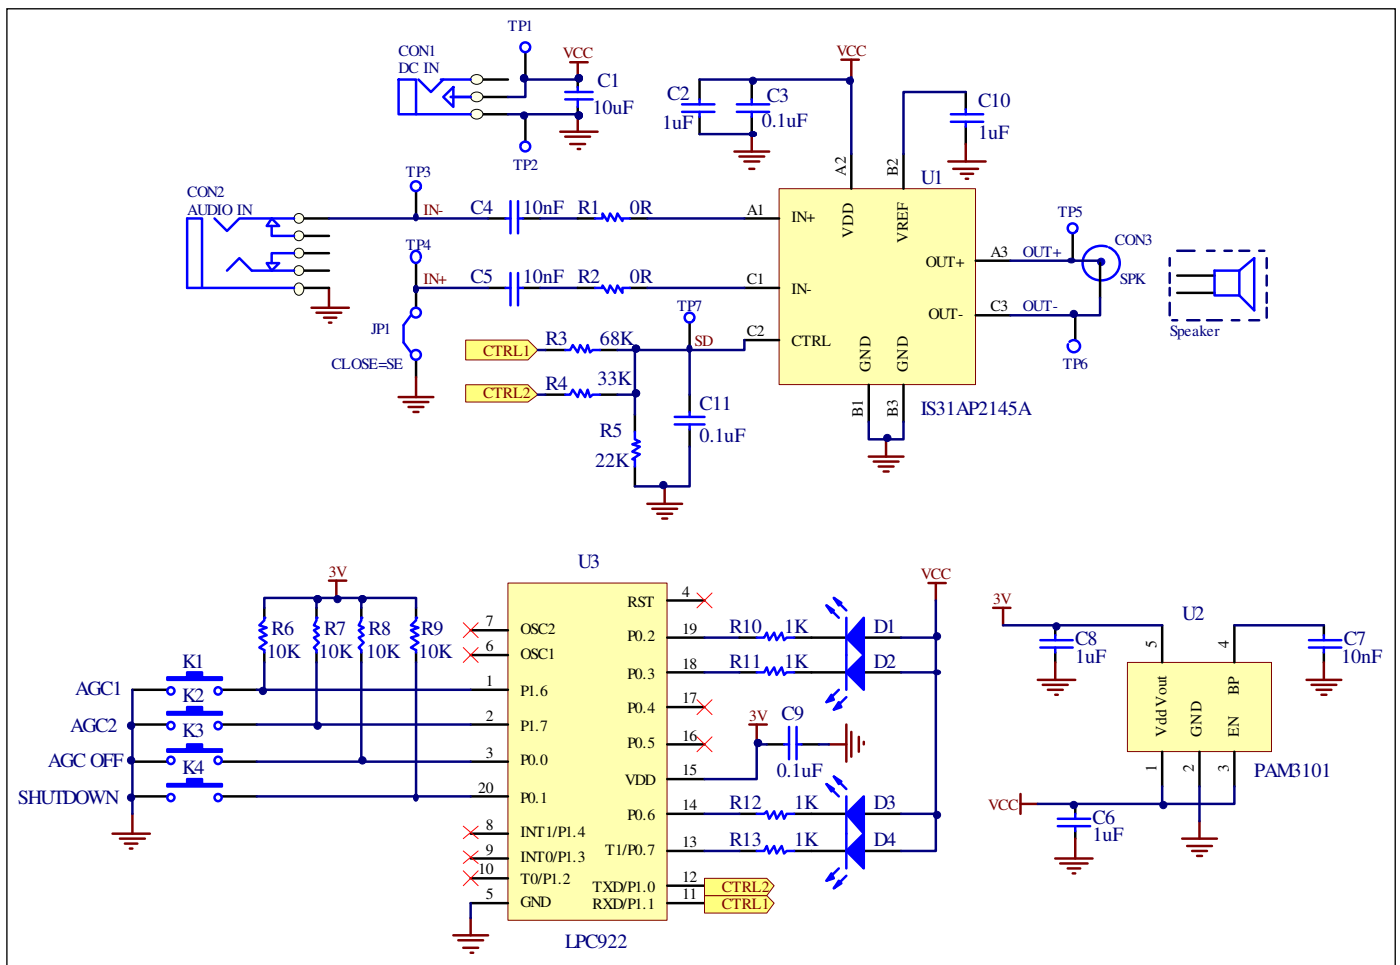 TP1
CON1
DC IN
VCC
C1
10uF
TP2
VCC
C2
1uF
C3
0.1uF
C10
1uF
A2
B2
U1
CON2
AUDIO IN
TP3
IN-
C4
10nF
R1
0R
A1
IN+
VDD
VREF
TP4
IN+
C5
10nF
R2
0R
C1
IN-
OUT+
A3
OUT+
TP5
CON3
SPK
OUT-
C3
OUT-
TP6
Speaker
JP1
CLOSE=SE
TP7
CTRL1
R3
68K
SD
C2
CTRL
CTRL2
R4
33K
GND
GND
C11
0.1uF
R5
22K
B1
B3
IS31AP2145A
U3
3V
R6
10K
R7
10K
R8
10K
R9
10K
K1
AGC1
K2
AGC2
K3
AGC OFF
K4
SHUTDOWN
7
OSC2
6
OSC1
1
P1.6
2
P1.7
3
P0.0
20
P0.1
8
INT1/P1.4
9
INT0/P1.3
10
T0/P1.2
5
GND
RST
4
P0.2
19
P0.3
18
P0.4
17
P0.5
16
VDD
15
P0.6
14
T1/P0.7
13
TXD/P1.0
12
CTRL2
RXD/P1.1
11
CTRL1
LPC922
VCC
R10
1K
D1
R11
1K
D2
3V
C9
0.1uF
R12
1K
D3
R13
1K
D4
3V
C8
1uF
U2
5
4
C7
10nF
Vdd
Vout
GND
EN
BP
1
2
3
PAM3101
VCC
C6
1uF